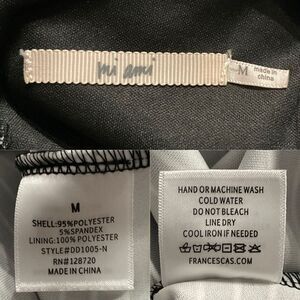 mi ami
M
made in
china
M
SHELL:95%POLYESTER
5%SPANDEX
LINING:100% POLYESTER
STYLE#DD1005-N
RN#128720
MADE IN CHINA
HAND OR MACHINE WASH
COLD WATER
DO NOT BLEACH
LINE DRY
COOL IRON IF NEEDED
FRANCESCAS.COM